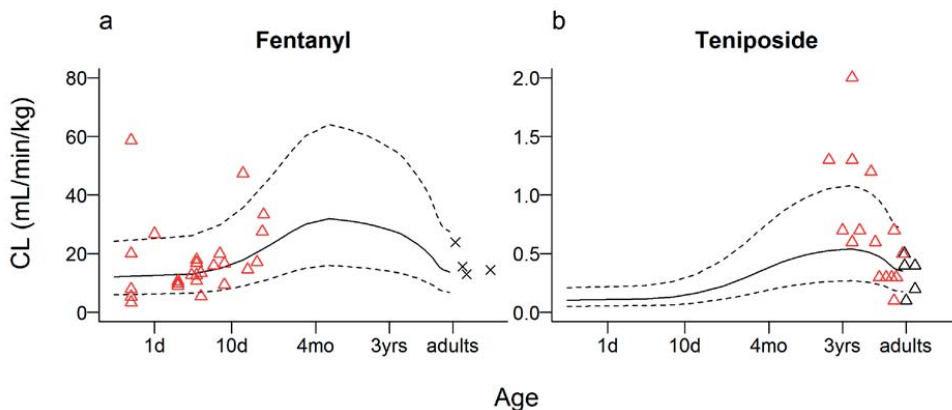 a
Fentanyl
b
Teniposide
CL (mL/min/kg)
80
60
40
20
0
1d
10d
4mo
3yrs
adults
2.0
1.5
1.0
0.5
0.0
1d
10d
4mo
3yrs
adults
Age